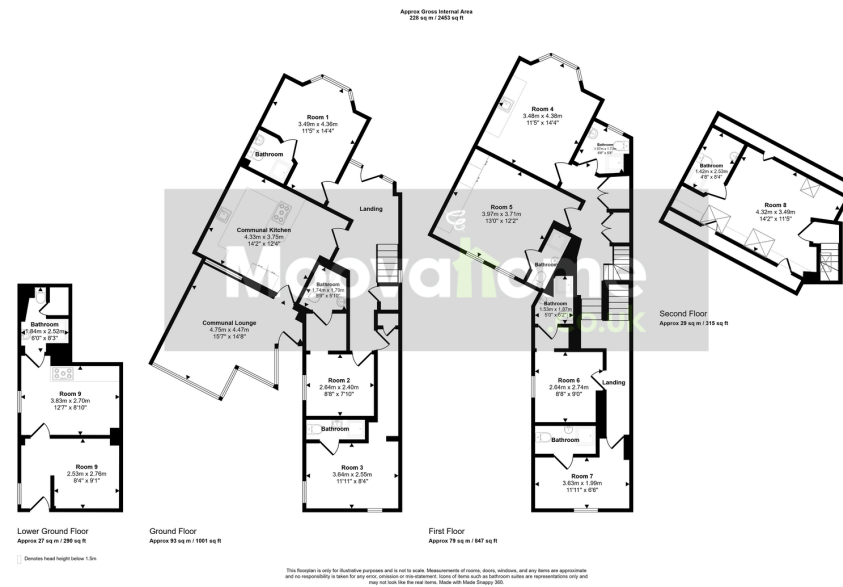 Approx Gross Internal Area
228 sq m / 2453 sq ft
Room 1
3.49m x 4.36m
11'5" x 14'4"
Bathroom
Communal Kitchen
4.33m x 3.75m
14'2" x 12'4"
Landing
Bathroom
1.74m x 1.79m
Communal Lounge
4.75m x 4.47m
15'7" x 14'8"
Room 2
2.64m x 2.40m
8'8" x 7'10"
Bathroom
Room 3
3.64m x 2.55m
11'11" x 8'4"
Ground Floor
Approx 93 sq m / 1001 sq ft
Bathroom
1.84m x 2.52m
6'0" x 8'3"
Room 9
3.83m x 2.70m
12'7" x 8'10"
Room 9
2.53m x 2.76m
8'4" x 9'1"
Lower Ground Floor
Approx 27 sq m / 290 sq ft
Denotes head height below 1.5m
Room 4
3.48m x 4.38m
11'5" x 14'4"
Bathroom
Room 5
3.97m x 3.71m
13'0" x 12'2"
Bathroom
Bathroom
Room 6
2.64m x 2.74m
8'8" x 9'0"
Landing
Bathroom
Room 7
3.63m x 1.99m
11'11" x 6'6"
First Floor
Approx 79 sq m / 847 sq ft
Bathroom
1.42m x 2.53m
4'8" x 8'4"
Room 8
4.32m x 3.49m
14'2" x 11'5"
Second Floor
Approx 29 sq m / 315 sq ft
Moovahome
.co.uk
This floorplan is only for illustrative purposes and is not to scale. Measurements of rooms, doors, windows, and any items are approximate
and no responsibility is taken for any error, omission or mis-statement. Icons of items such as bathroom suites are representations only and
may not look like the real items. Made with Made Snappy 360.